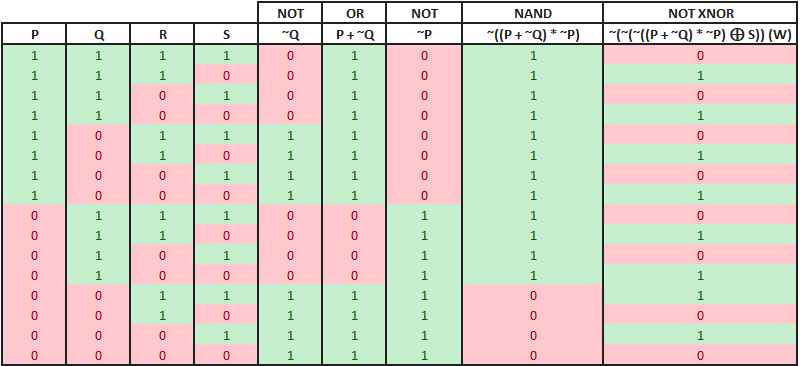 NOT OR NOT NAND NOT XNOR
P Q R S ~Q P + ~Q ~P ~((P + ~Q) * ~P) ~(~(~((P + ~Q) * ~P) ⊕ S)) (W)
1 1 1 1 0 1 0 1 0
1 1 1 0 0 1 0 1 1
1 1 0 1 0 1 0 1 0
1 1 0 0 0 1 0 1 1
1 0 1 1 1 1 0 1 0
1 0 1 0 1 1 0 1 1
1 0 0 1 1 1 0 1 0
1 0 0 0 1 1 0 1 1
0 1 1 1 0 0 1 1 0
0 1 1 0 0 0 1 1 1
0 1 0 1 0 0 1 1 0
0 1 0 0 0 0 1 1 1
0 0 1 1 1 1 1 0 1
0 0 1 0 1 1 1 0 0
0 0 0 1 1 1 1 0 1
0 0 0 0 1 1 1 0 0